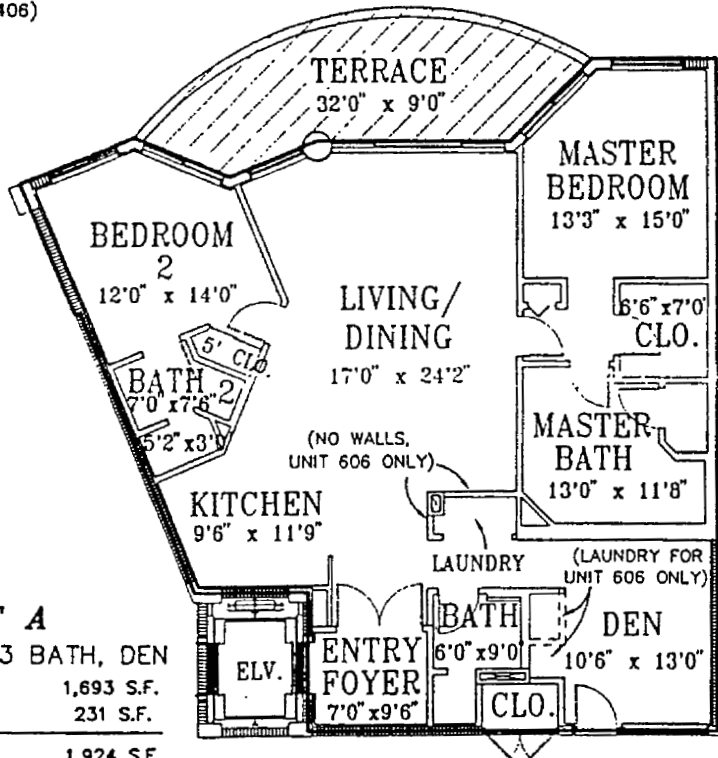 406)
TERRACE
32'0" x 9'0"
MASTER
BEDROOM
13'3" x 15'0"
BEDROOM
2
12'0" x 14'0"
LIVING/
DINING
17'0" x 24'2"
6'6"x7'0"
CLO.
5' CLO.
BATH 2
7'0"x7'6"
5'2"x3'0
MASTER
BATH
13'0" x 11'8"
(NO WALLS,
UNIT 606 ONLY)
KITCHEN
9'6" x 11'9"
LAUNDRY
(LAUNDRY FOR
UNIT 606 ONLY)
A
3 BATH, DEN
1,693 S.F.
231 S.F.
1,924 S.F.
ELV.
ENTRY
FOYER
7'0"x9'6"
BATH
6'0"x9'0"
DEN
10'6" x 13'0"
CLO.